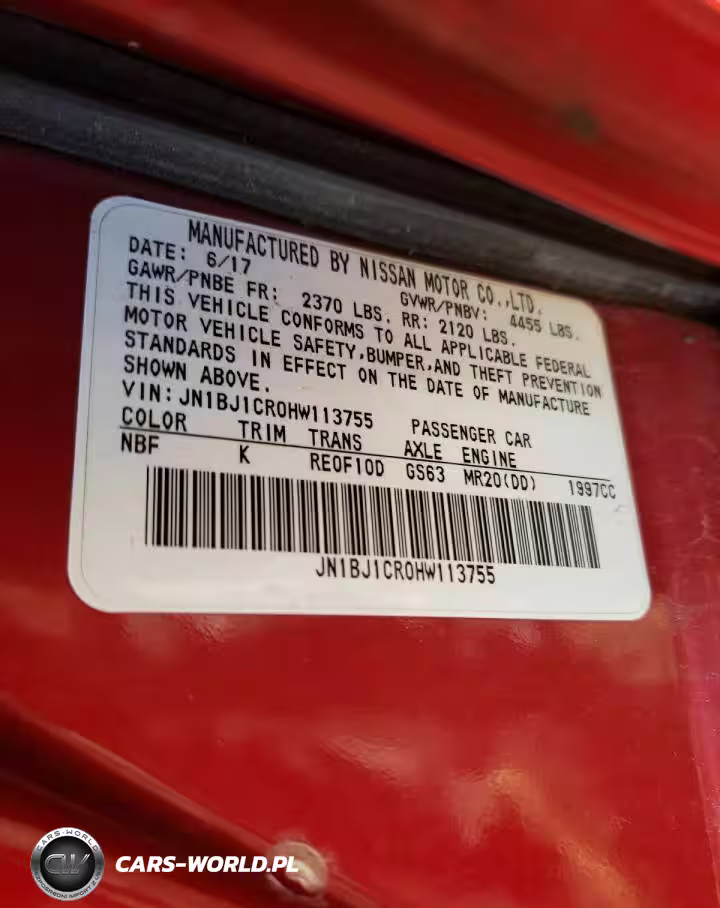 MANUFACTURED BY NISSAN MOTOR CO.,LTD.
DATE: 6/17 GVWR/PNBV: 4455 LBS.
GAWR/PNBE FR: 2370 LBS. RR: 2120 LBS.
THIS VEHICLE CONFORMS TO ALL APPLICABLE FEDERAL
MOTOR VEHICLE SAFETY,BUMPER,AND THEFT PREVENTION
STANDARDS IN EFFECT ON THE DATE OF MANUFACTURE
SHOWN ABOVE.
VIN: JN1BJ1CR0HW113755 PASSENGER CAR
COLOR TRIM TRANS AXLE ENGINE
NBF K RE0F10D GS63 MR20(DD) 1997CC
JN1BJ1CR0HW113755
CARS-WORLD
CW
CARS-WORLD.PL